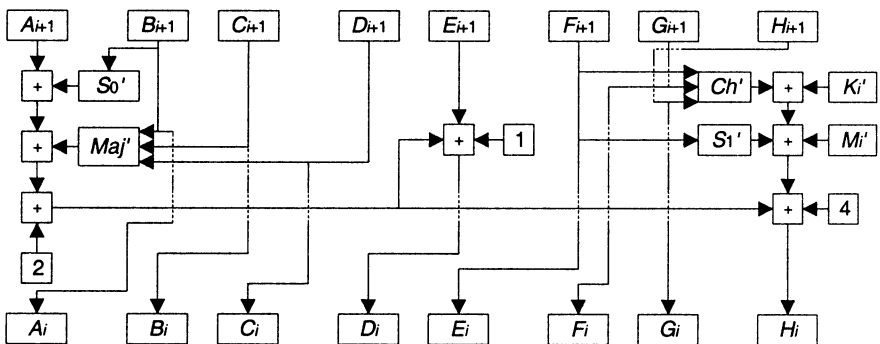 Ai+1 Bi+1 Ci+1 Di+1 Ei+1 Fi+1 Gi+1 Hi+1
+ S0' Ch' + Ki'
+ Maj' + 1 S1' + Mi'
+ + 4
2
Ai Bi Ci Di Ei Fi Gi Hi